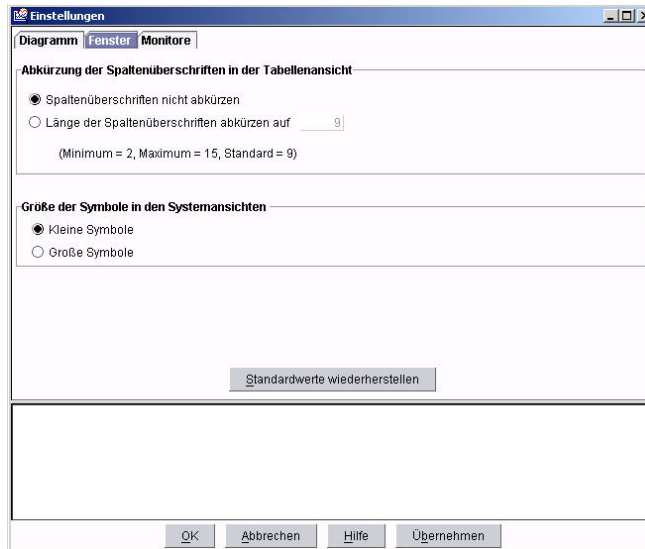 Einstellungen
Diagramm Fenster Monitore
Abkürzung der Spaltenüberschriften in der Tabellenansicht
Spaltenüberschriften nicht abkürzen
Länge der Spaltenüberschriften abkürzen auf 9
(Minimum = 2, Maximum = 15, Standard = 9)
Größe der Symbole in den Systemansichten
Kleine Symbole
Große Symbole
Standardwerte wiederherstellen
OK Abbrechen Hilfe Übernehmen